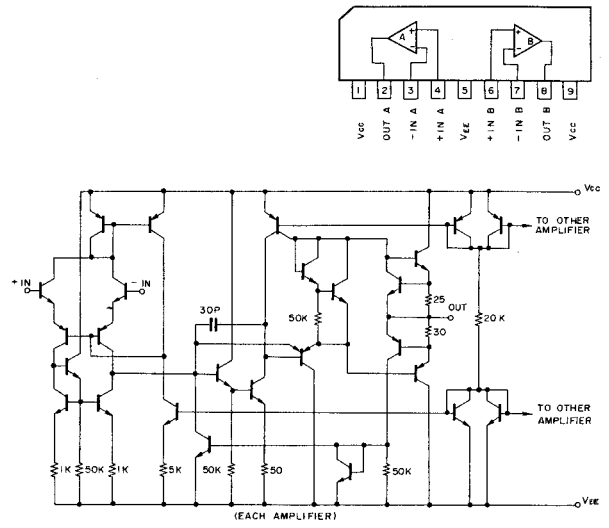 A + -
+ - B
1 2 3 4 5 6 7 8 9
VCC OUT A -IN A +IN A VEE +IN B -IN B OUT B VCC
VCC
TO OTHER
AMPLIFIER
+IN -IN
25
30P 50K OUT 20K
30
TO OTHER
AMPLIFIER
1K 50K 1K 5K 50K 50 50K
VEE
(EACH AMPLIFIER)